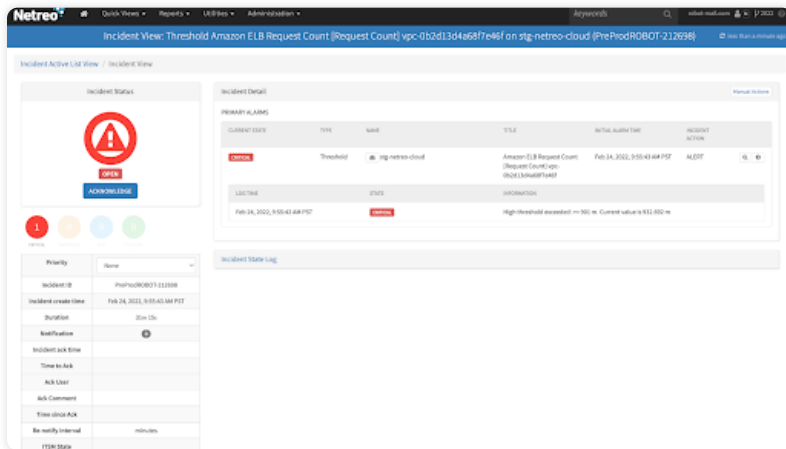 Netreo
Quick Views Reports Utilities Administration
Keywords
Incident View: Threshold Amazon ELB Request Count [Request Count] vpc-0b2d13d4a68f7e46f on stg-netreo-cloud (PreProdROBOT-212698)
less than a minute ago
Incident Active List View / Incident View
Incident Status
OPEN
ACKNOWLEDGE
1
CRITICAL
Priority None
Incident ID PreProdROBOT-212698
Incident create time Feb 24, 2022, 9:55:43 AM PST
Duration
Notification
Incident ack time
Time to Ack
Ack User
Ack Comment
Time since Ack
Re-notify Interval minutes
ITSM State
Incident Detail
Manual Actions
PRIMARY ALARMS
CURRENT STATE TYPE NAME TITLE INITIAL ALARM TIME INCIDENT
ACTION
CRITICAL Threshold stg-netreo-cloud Amazon ELB Request Count Feb 24, 2022, 9:55:43 AM PST ALERT
[Request Count] vpc-
0b2d13d4a68f7e46f
LOG TIME STATE INFORMATION
Feb 24, 2022, 9:55:43 AM PST CRITICAL High threshold exceeded: Current value is
Incident State Log